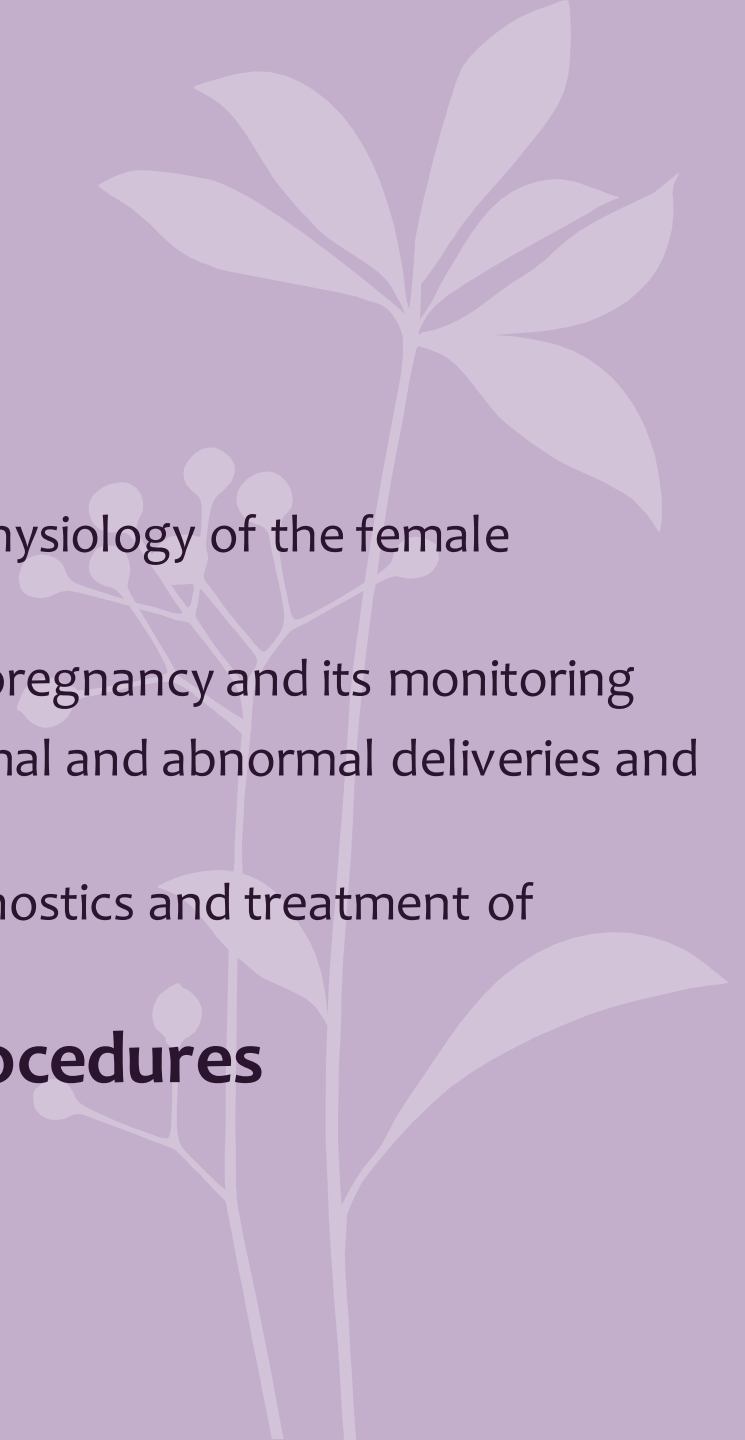 hysiology of the female
pregnancy and its monitoring
nal and abnormal deliveries and
nostics and treatment of
ocedures